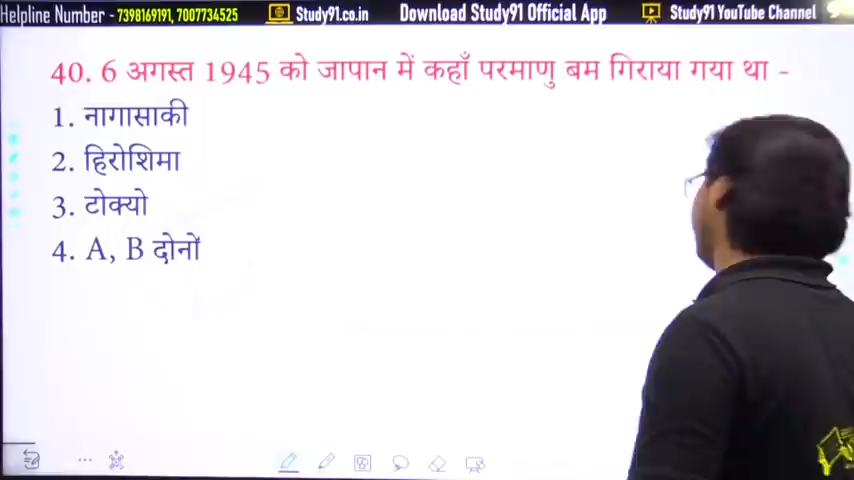 Helpline Number - 7398169191, 7007734525 Study91.co.in Download Study91 Official App Study91 YouTube Channel
40. 6 अगस्त 1945 को जापान में कहाँ परमाणु बम गिराया गया था -
1. नागासाकी
2. हिरोशिमा
3. टोक्यो
4. A, B दोनों